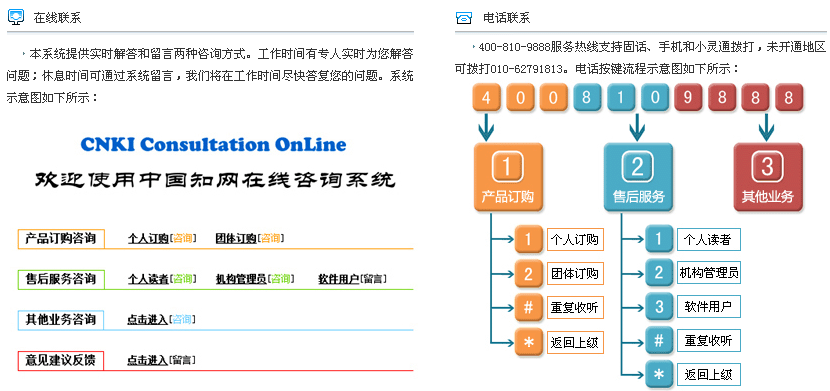 在线联系
本系统提供实时解答和留言两种咨询方式。工作时间有专人实时为您解答
问题；休息时间可通过系统留言，我们将在工作时间尽快答复您的问题。系统
示意图如下所示：
CNKI Consultation OnLine
欢迎使用中国知网在线咨询系统
产品订购咨询 个人订购[咨询] 团体订购[咨询]
售后服务咨询 个人读者[咨询] 机构管理员[咨询] 软件用户[留言]
其他业务咨询 点击进入[咨询]
意见建议反馈 点击进入[留言]
电话联系
400-810-9888服务热线支持固话、手机和小灵通拨打，未开通地区
可拨打010-62791813。电话按键流程示意图如下所示：
4 0 0 8 1 0 9 8 8 8
1 产品订购
1 个人订购
2 团体订购
# 重复收听
* 返回上级
2 售后服务
1 个人读者
2 机构管理员
3 软件用户
# 重复收听
* 返回上级
3 其他业务